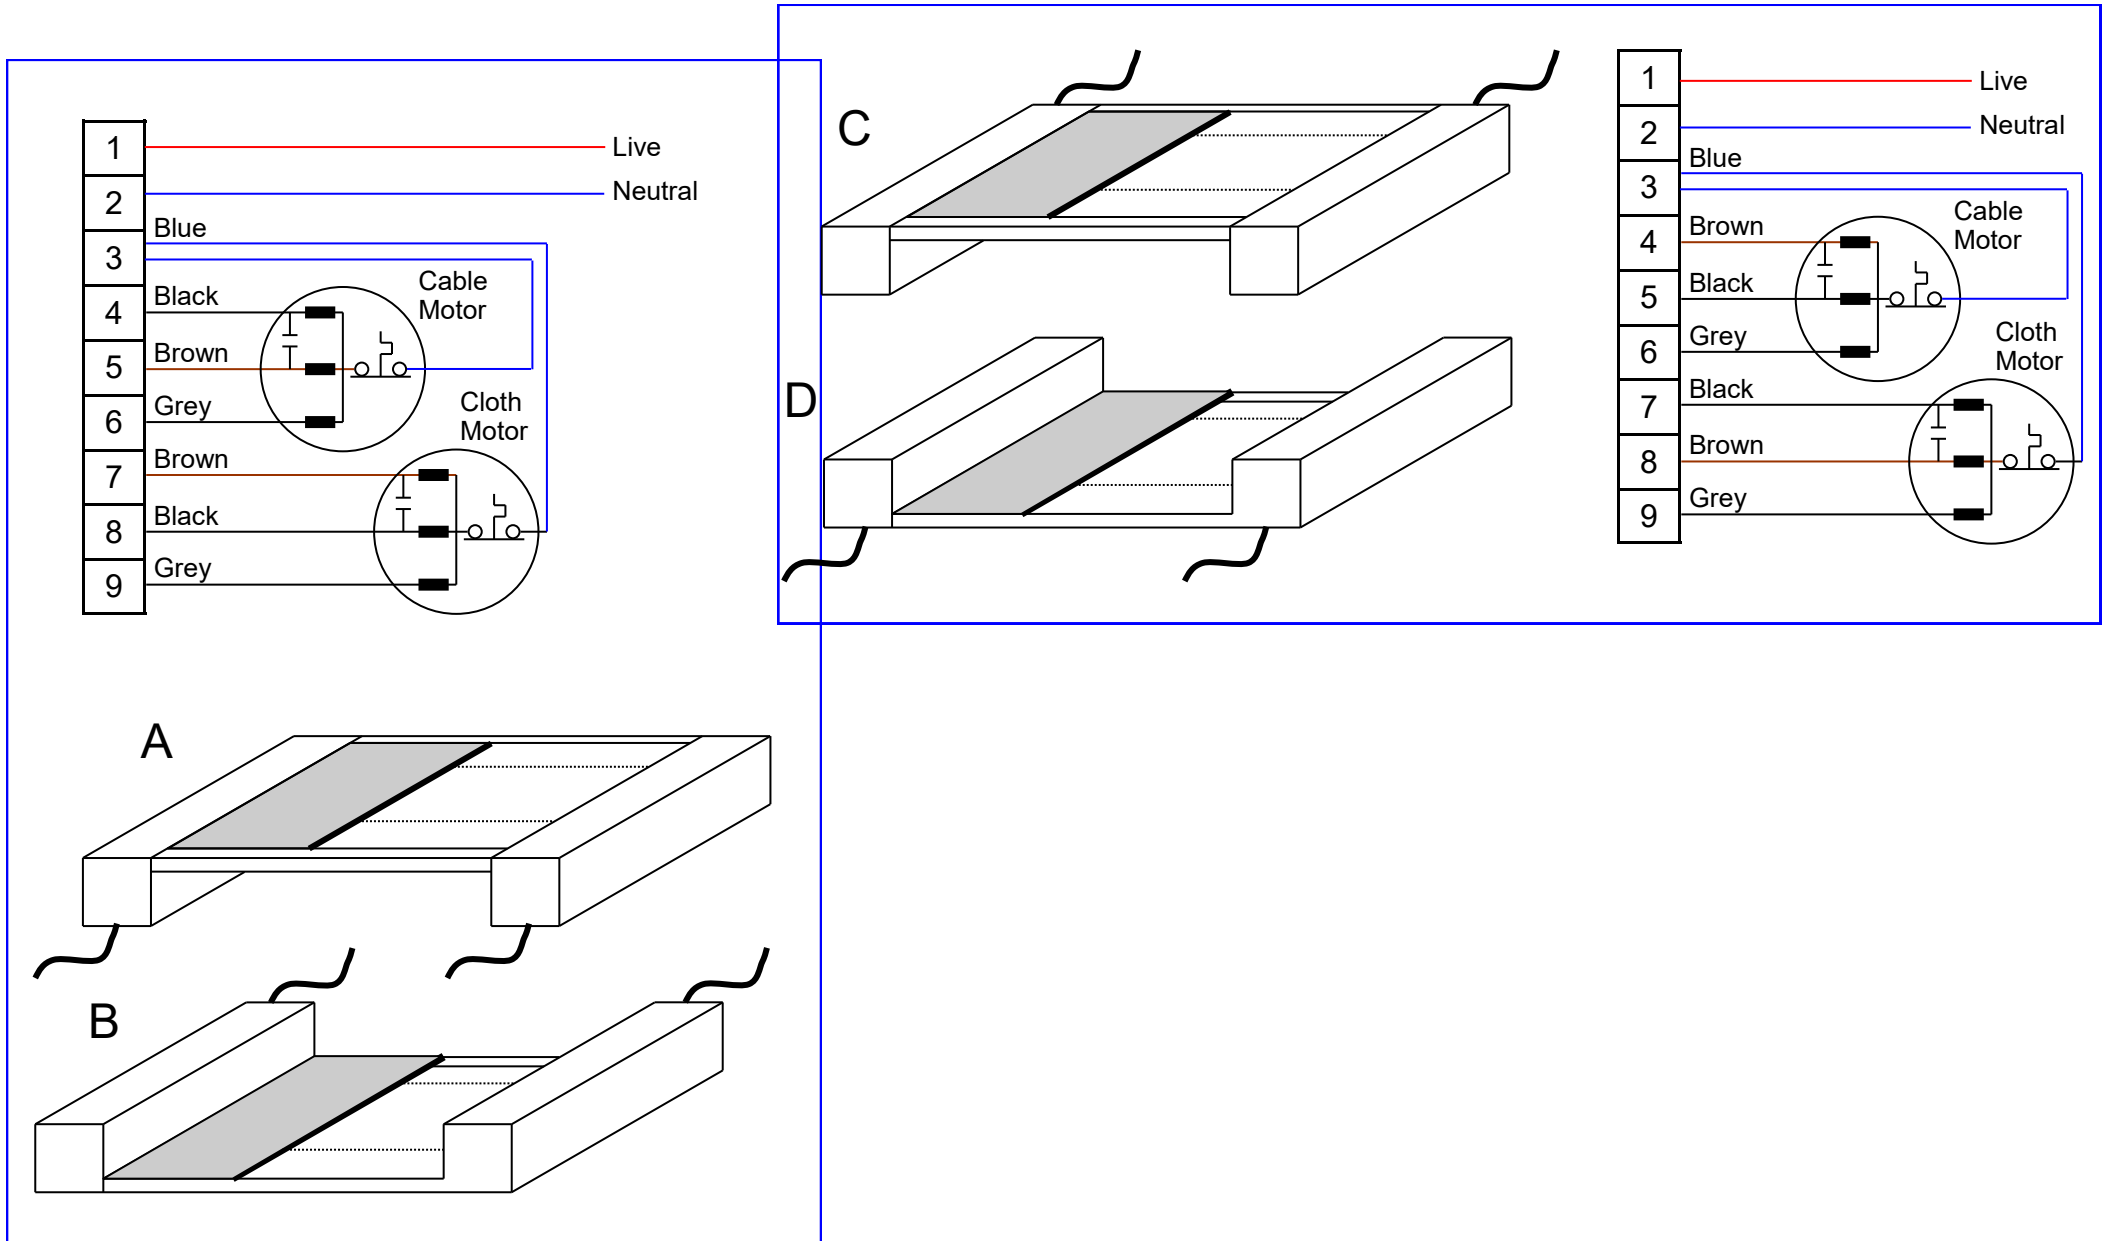 1
Live
2
Neutral
Blue
3
Black
4
Cable
Motor
Brown
5
Grey
6
Cloth
Motor
Brown
7
Black
8
Grey
9
A
B
C
D
1
Live
2
Neutral
Blue
3
Brown
4
Cable
Motor
Black
5
Grey
6
Cloth
Motor
Black
7
Brown
8
Grey
9